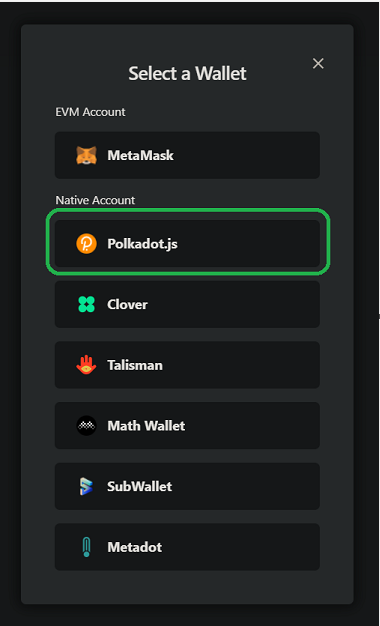 Select a Wallet
EVM Account
MetaMask
Native Account
Polkadot.js
Clover
Talisman
Math Wallet
SubWallet
Metadot